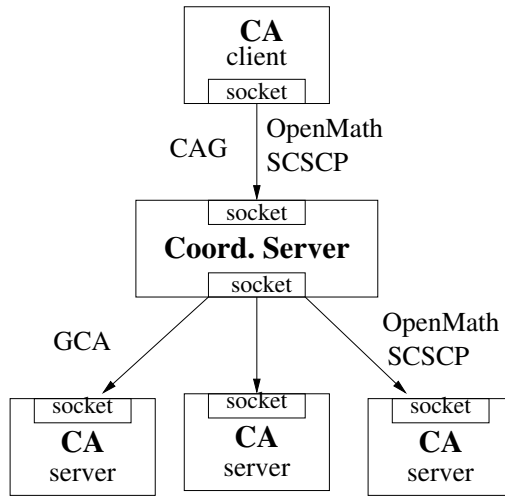 CA
client
socket
CAG
OpenMath
SCSCP
socket
Coord. Server
socket
GCA
OpenMath
SCSCP
socket
CA
server
socket
CA
server
socket
CA
server